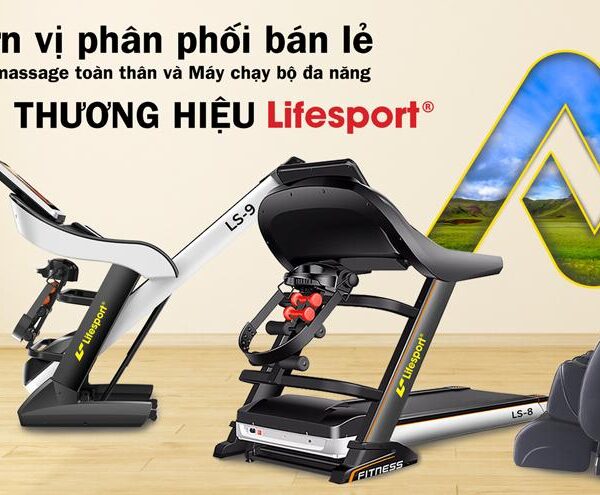 vị phân phối bán lẻ
massage toàn thân và Máy chạy bộ đa năng
THƯƠNG HIỆU Lifesport®
LS-9
Lifesport®
Lifesport®
LS-8
FITNESS